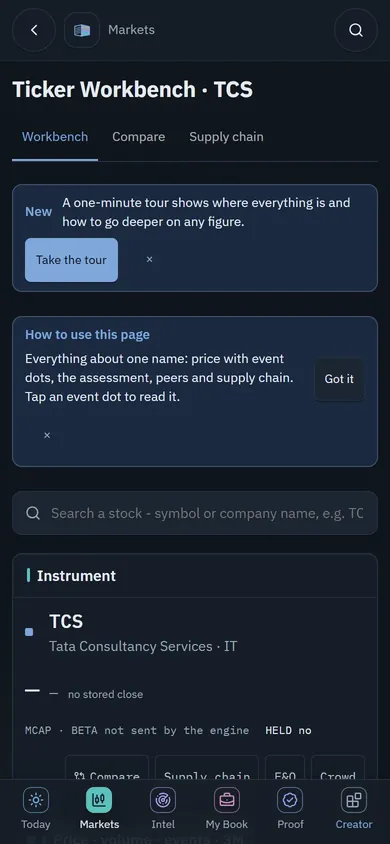 Markets
Ticker Workbench · TCS
Workbench
Compare
Supply chain
New
A one-minute tour shows where everything is and
how to go deeper on any figure.
Take the tour
×
How to use this page
Everything about one name: price with event
dots, the assessment, peers and supply chain.
Tap an event dot to read it.
Got it
×
Search a stock - symbol or company name, e.g. TC
Instrument
TCS
Tata Consultancy Services · IT
— — no stored close
MCAP · BETA not sent by the engine HELD no
Compare
Supply chain
F&O
Crowd
Price · volume · events · 3M
Today
Markets
Intel
My Book
Proof
Creator